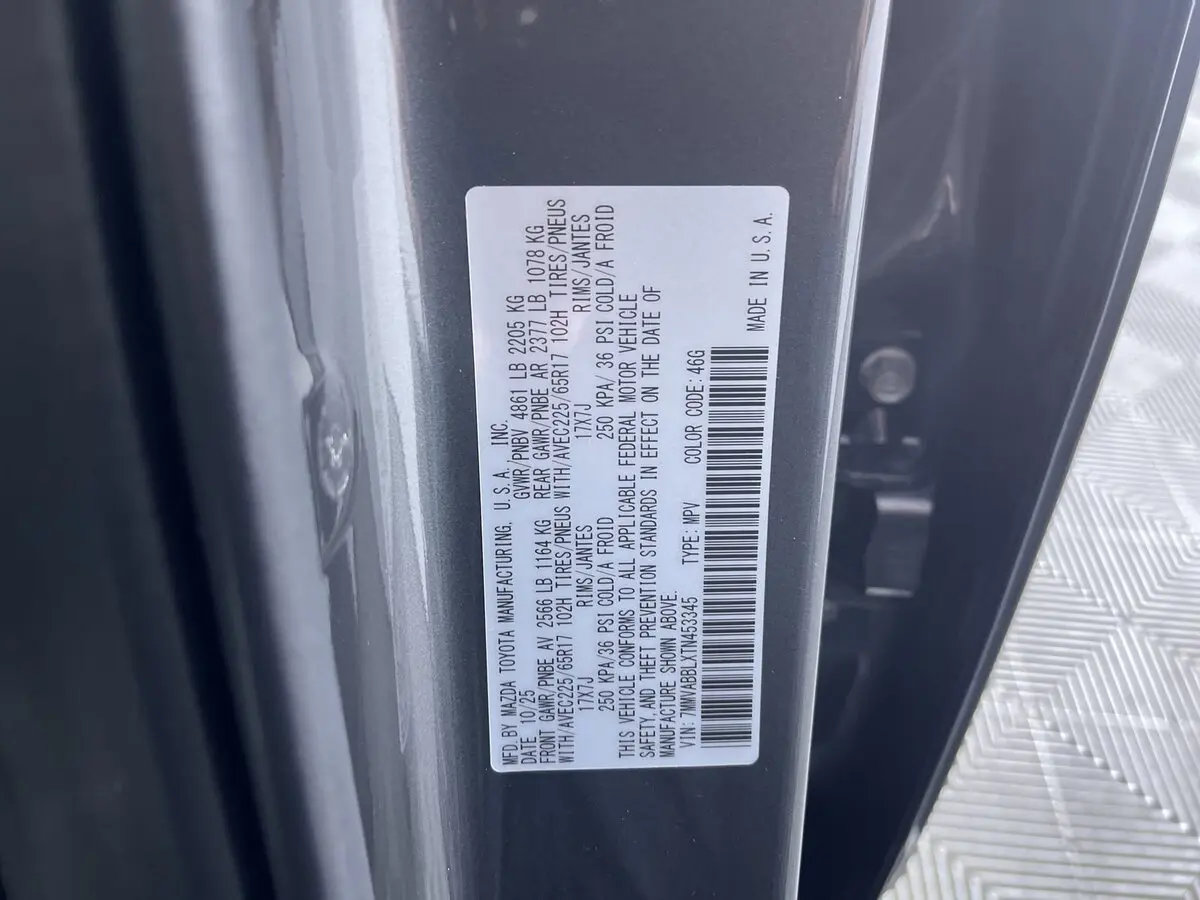 MFD. BY MAZDA TOYOTA MANUFACTURING, U.S.A. INC.
DATE 10/25 GVWR/PNBV 4861 LB 2205 KG
FRONT GAWR/PNBE AV 2566 LB 1164 KG REAR GAWR/PNBE AR 2377 LB 1078 KG
WITH/AVEC225/65R17 102H TIRES/PNEUS WITH/AVEC225/65R17 102H TIRES/PNEUS
17X7J RIMS/JANTES 17X7J RIMS/JANTES
250 KPA/36 PSI COLD/A FROID 250 KPA/ 36 PSI COLD/A FROID
THIS VEHICLE CONFORMS TO ALL APPLICABLE FEDERAL MOTOR VEHICLE
SAFETY, AND THEFT PREVENTION STANDARDS IN EFFECT ON THE DATE OF
MANUFACTURE SHOWN ABOVE.
VIN: 7MMVABBLXTN453345 TYPE: MPV COLOR CODE: 46G
MADE IN U.S.A.